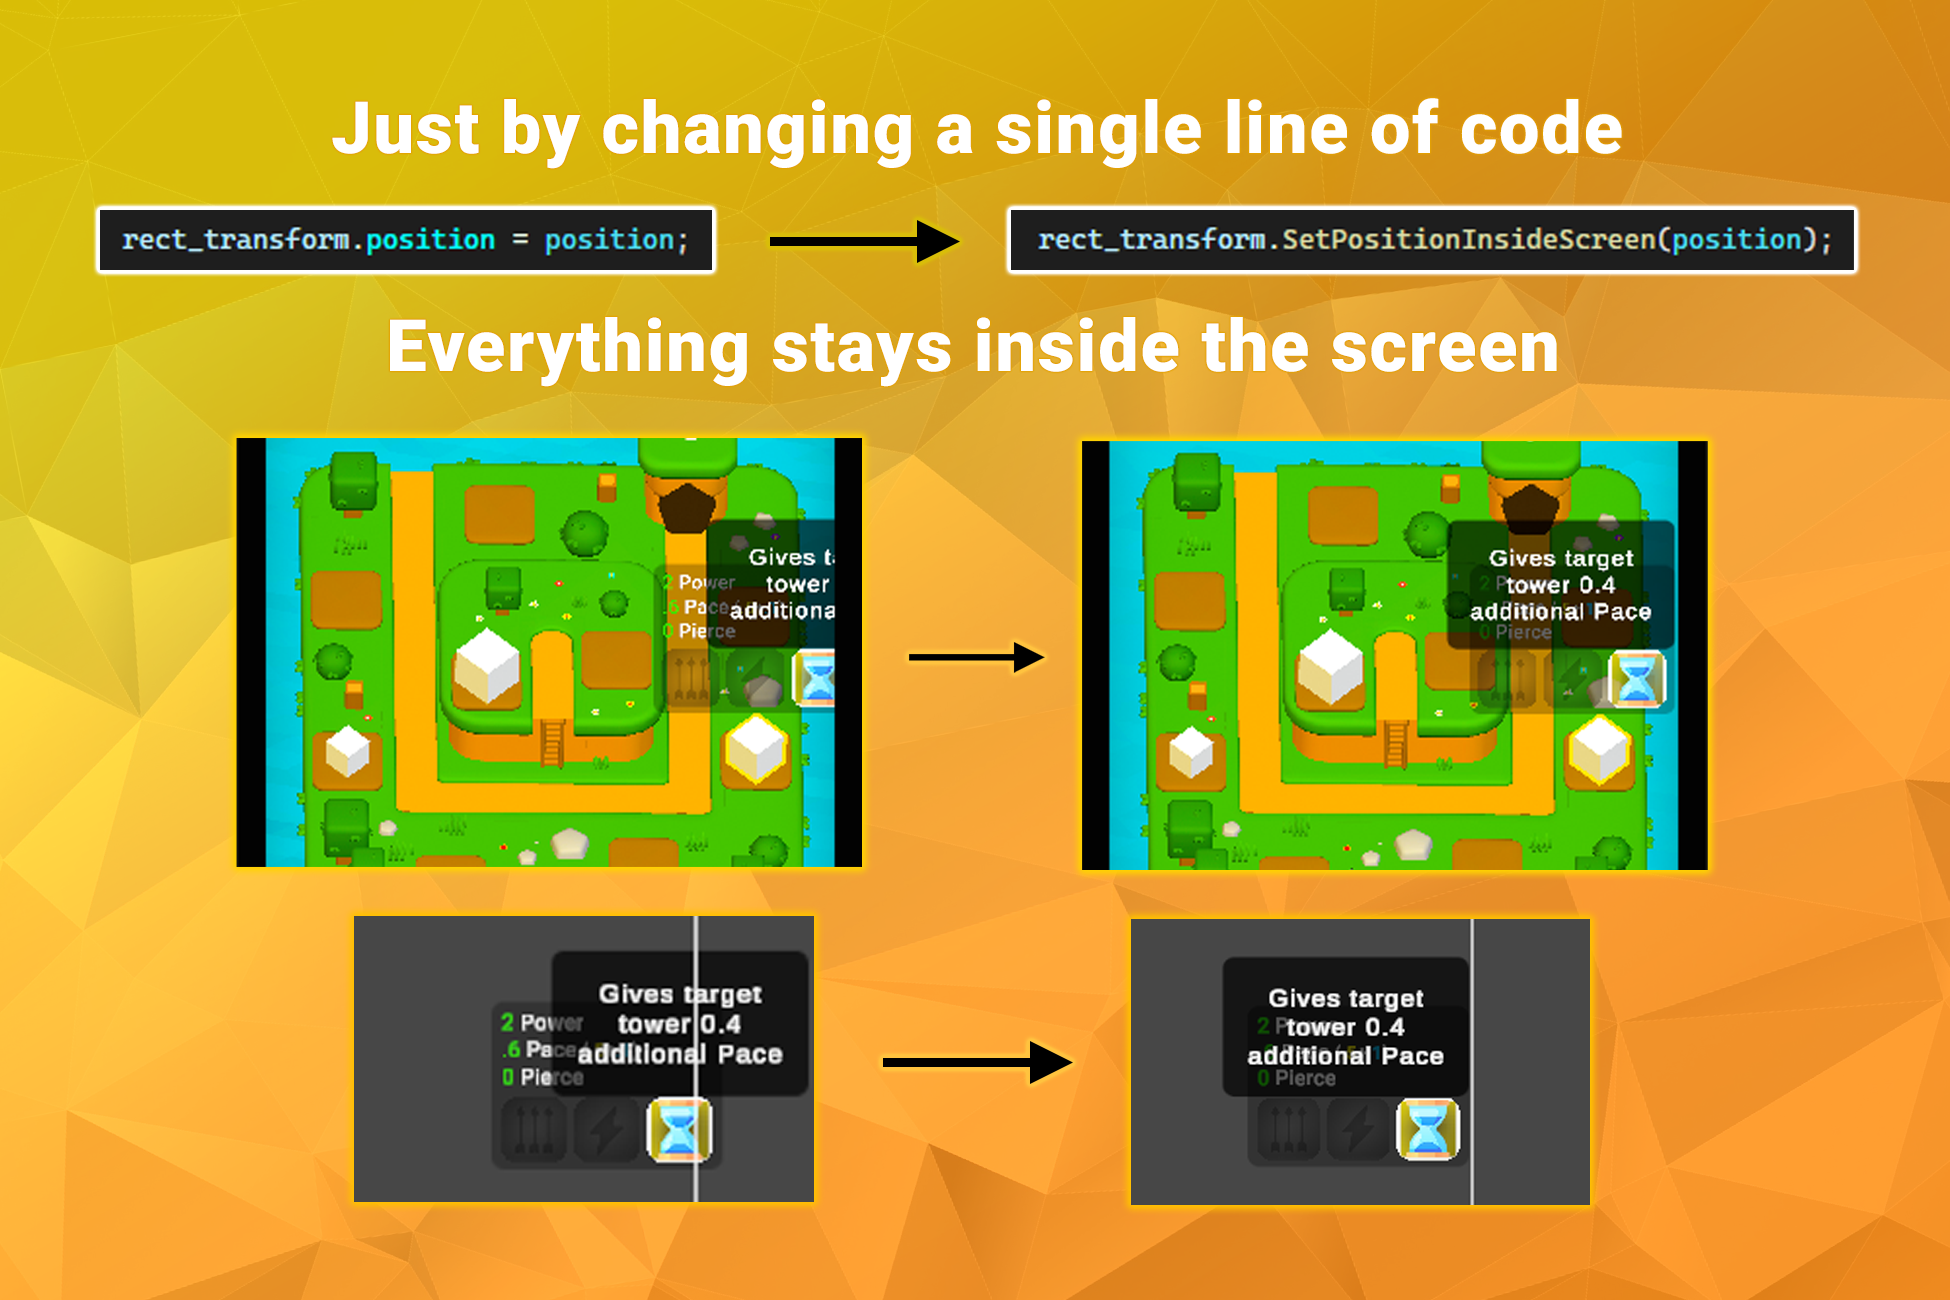 Just by changing a single line of code
rect_transform.position = position;
rect_transform.SetPositionInsideScreen(position);
Everything stays inside the screen
Gives t
tower
additiona
2 Power
.6 Pace
0 Pierce
Gives target
tower 0.4
additional Pace
2 P
0 Pierce
Gives target
tower 0.4
additional Pace
2 Power
.6 Pace /
0 Pierce
Gives target
tower 0.4
additional Pace
2 P
0 Pierce